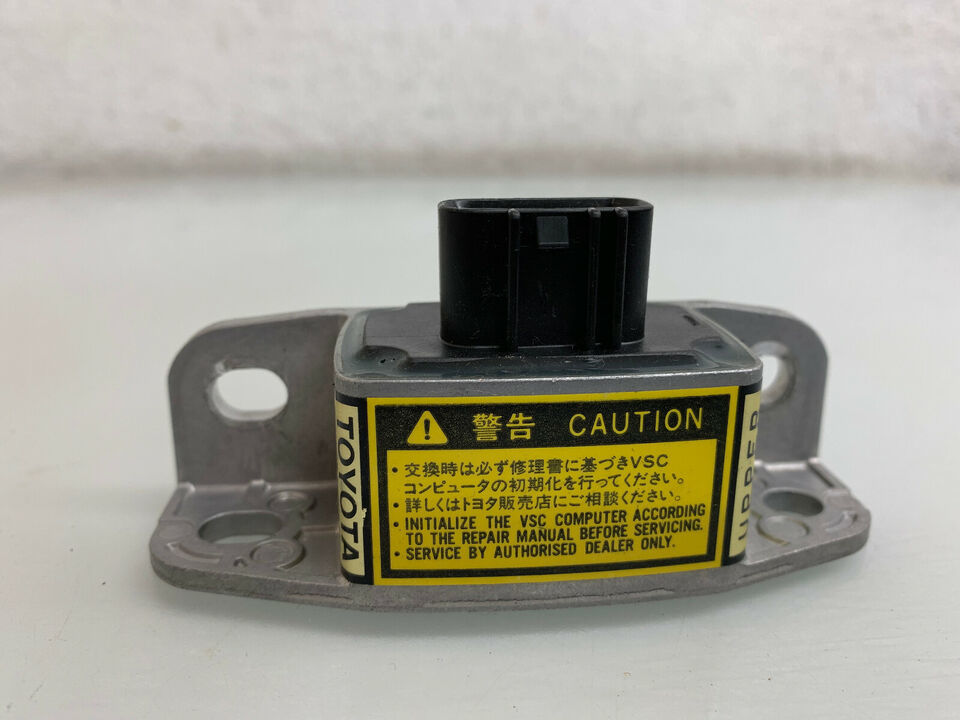 警告 CAUTION
・交換時は必ず修理書に基づきVSC
コンピュータの初期化を行ってください。
・詳しくはトヨタ販売店にご相談ください。
• INITIALIZE THE VSC COMPUTER ACCORDING
TO THE REPAIR MANUAL BEFORE SERVICING.
• SERVICE BY AUTHORISED DEALER ONLY.
TOYOTA
UPPER